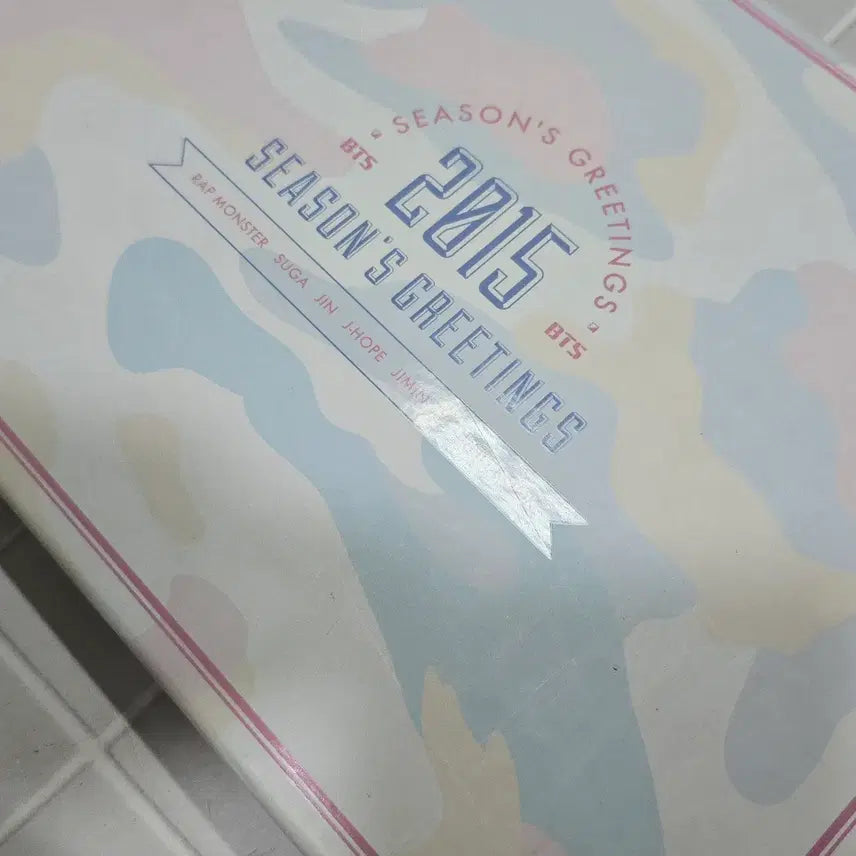 SEASON'S GREETINGS
BTS
2015
BTS
SEASON'S GREETINGS
RAP MONSTER SUGA JIN J-HOPE JIMIN